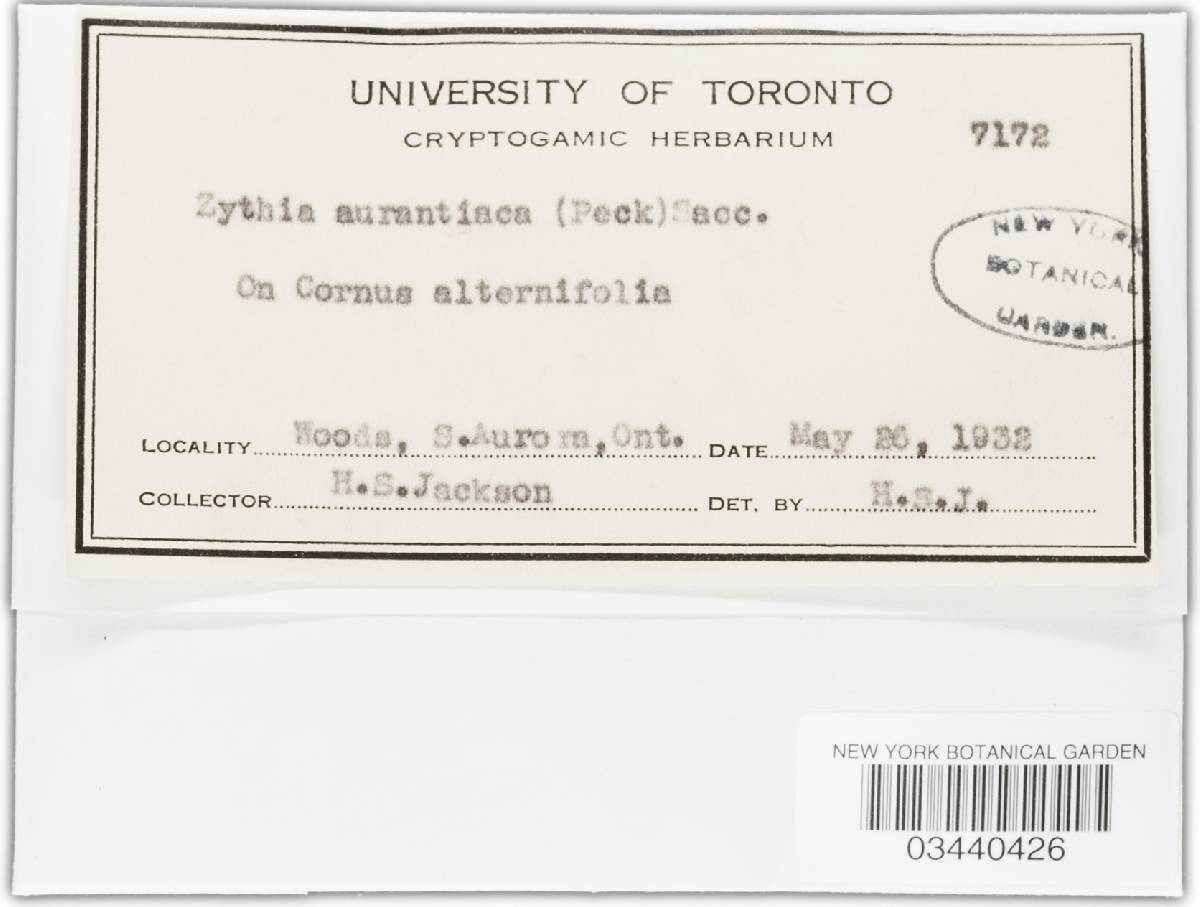 UNIVERSITY OF TORONTO
CRYPTOGAMIC HERBARIUM
7172
Zythia aurantiaca (Peck)Sacc.
On Cornus alternifolia
NEW YORK
BOTANICAL
GARDEN.
LOCALITY Woods, S.Aurora,Ont. DATE May 26, 1932
COLLECTOR H.S.Jackson DET. BY H.S.J.
NEW YORK BOTANICAL GARDEN
03440426